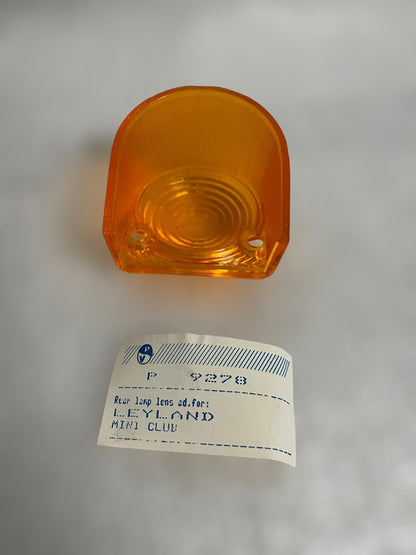 P V
P 9278
Rear lamp lens ad.for:
LEYLAND
MINI CLUB